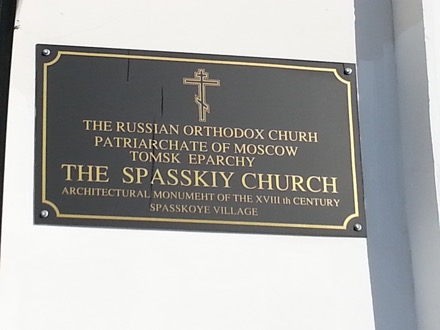 THE RUSSIAN ORTHODOX CHURH
PATRIARCHATE OF MOSCOW
TOMSK EPARCHY
THE SPASSKIY CHURCH
ARCHITECTURAL MONUMENT OF THE XVIII th CENTURY
SPASSKOYE VILLAGE